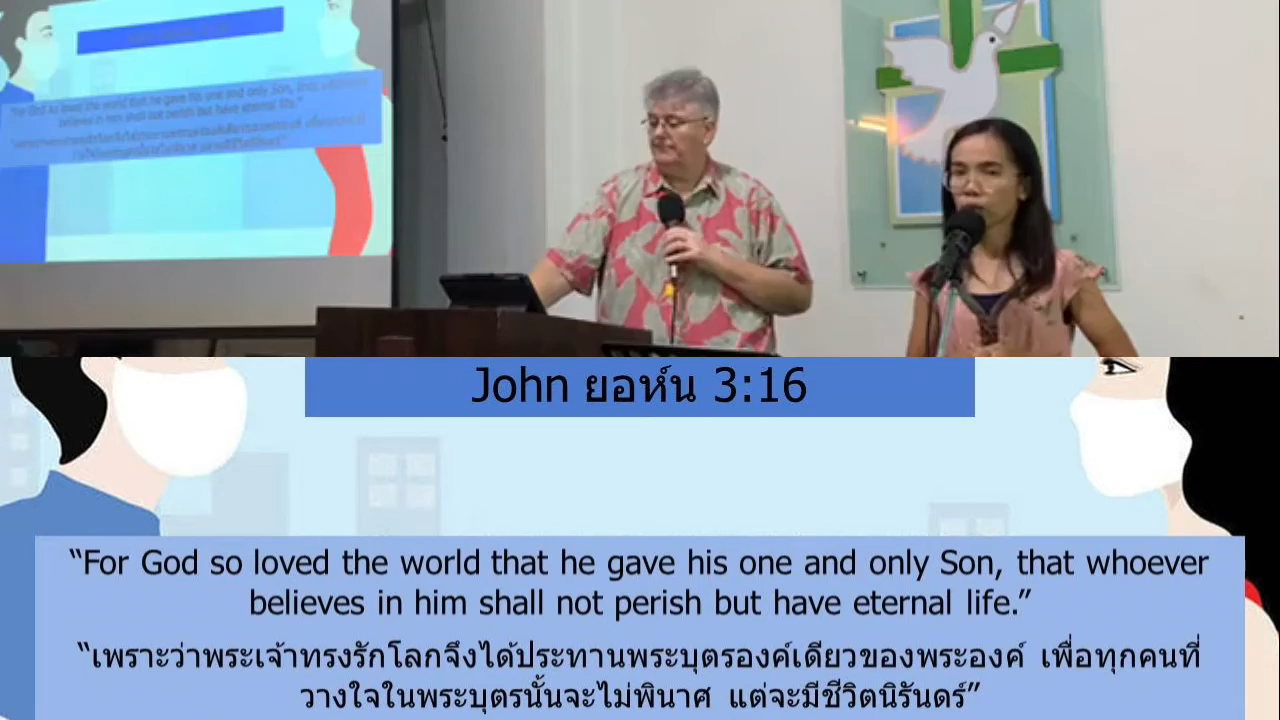 John ยอห์น 3:16
“For God so loved the world that he gave his one and only Son, that whoever
believes in him shall not perish but have eternal life.”
“เพราะว่าพระเจ้าทรงรักโลกจึงได้ประทานพระบุตรองค์เดียวของพระองค์ เพื่อทุกคนที่
วางใจในพระบุตรนั้นจะไม่พินาศ แต่จะมีชีวิตนิรันดร์”